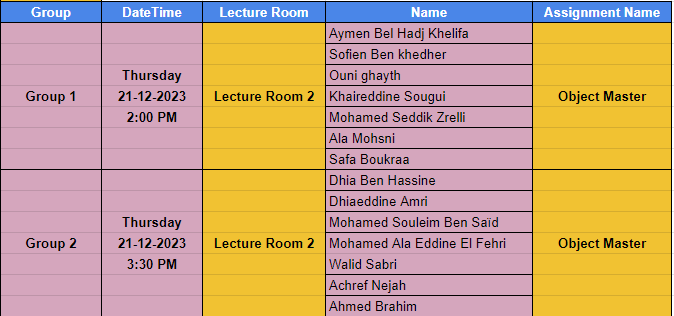 Group DateTime Lecture Room Name Assignment Name
Aymen Bel Hadj Khelifa
Sofien Ben khedher
Thursday Ouni ghayth
Group 1 21-12-2023 Lecture Room 2 Khaireddine Sougui Object Master
2:00 PM Mohamed Seddik Zrelli
Ala Mohsni
Safa Boukraa
Dhia Ben Hassine
Dhiaeddine Amri
Thursday Mohamed Souleim Ben Saïd
Group 2 21-12-2023 Lecture Room 2 Mohamed Ala Eddine El Fehri Object Master
3:30 PM Walid Sabri
Achref Nejah
Ahmed Brahim